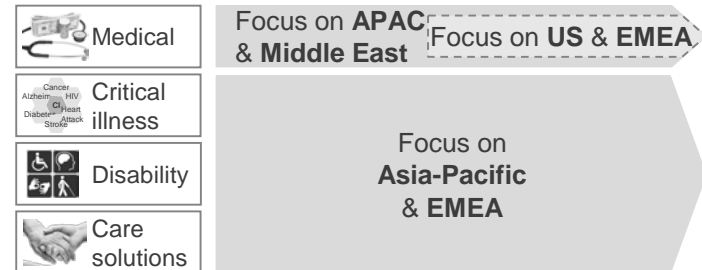 Medical
Focus on APAC
& Middle East
Focus on US & EMEA
Cancer
Alzheim
HIV
CI
Heart
Attack
Diabete
Stroke
Critical
illness
Disability
Care
solutions
Focus on
Asia-Pacific
& EMEA